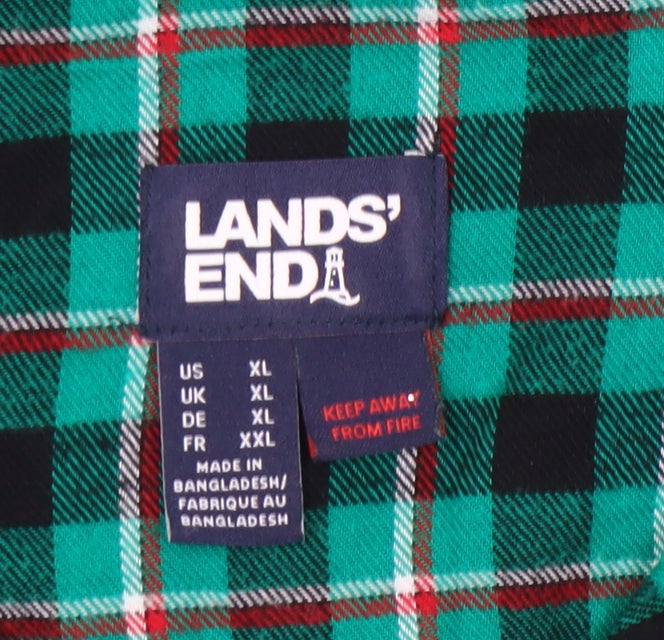 LANDS'
END
US XL
UK XL
DE XL
FR XXL
MADE IN
BANGLADESH/
FABRIQUE AU
BANGLADESH
KEEP AWAY
FROM FIRE